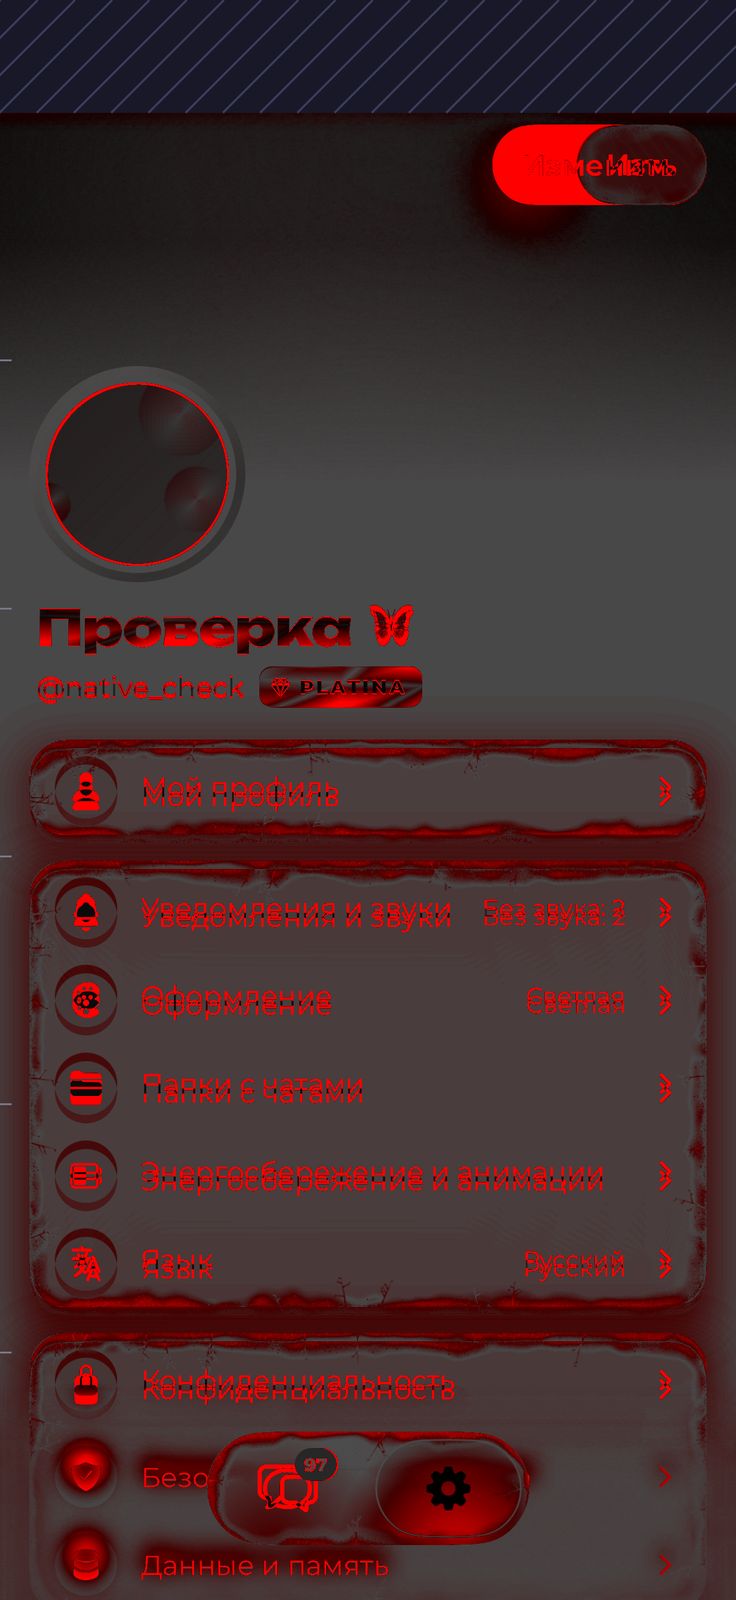 Проверка
@native_check PLATINA
Мой профиль
Уведомления и звуки Без звука: 2
Оформление Светлая
Папки с чатами
Энергосбережение и анимации
Язык Русский
Конфиденциальность
97
Безо
Данные и память